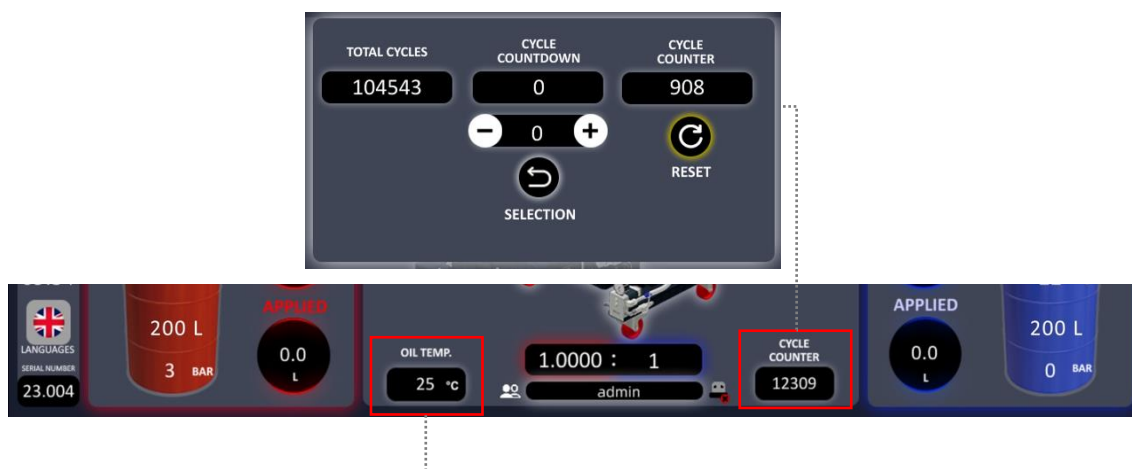 TOTAL CYCLES
CYCLE
COUNTDOWN
CYCLE
COUNTER
104543
0
908
0
RESET
SELECTION
APPLIED
APPLIED
200 L
200 L
LANGUAGES
OIL TEMP.
CYCLE
COUNTER
0.0
L
1.0000 : 1
0.0
L
SERIAL NUMBER
3 BAR
25 °C
12309
0 BAR
23.004
admin